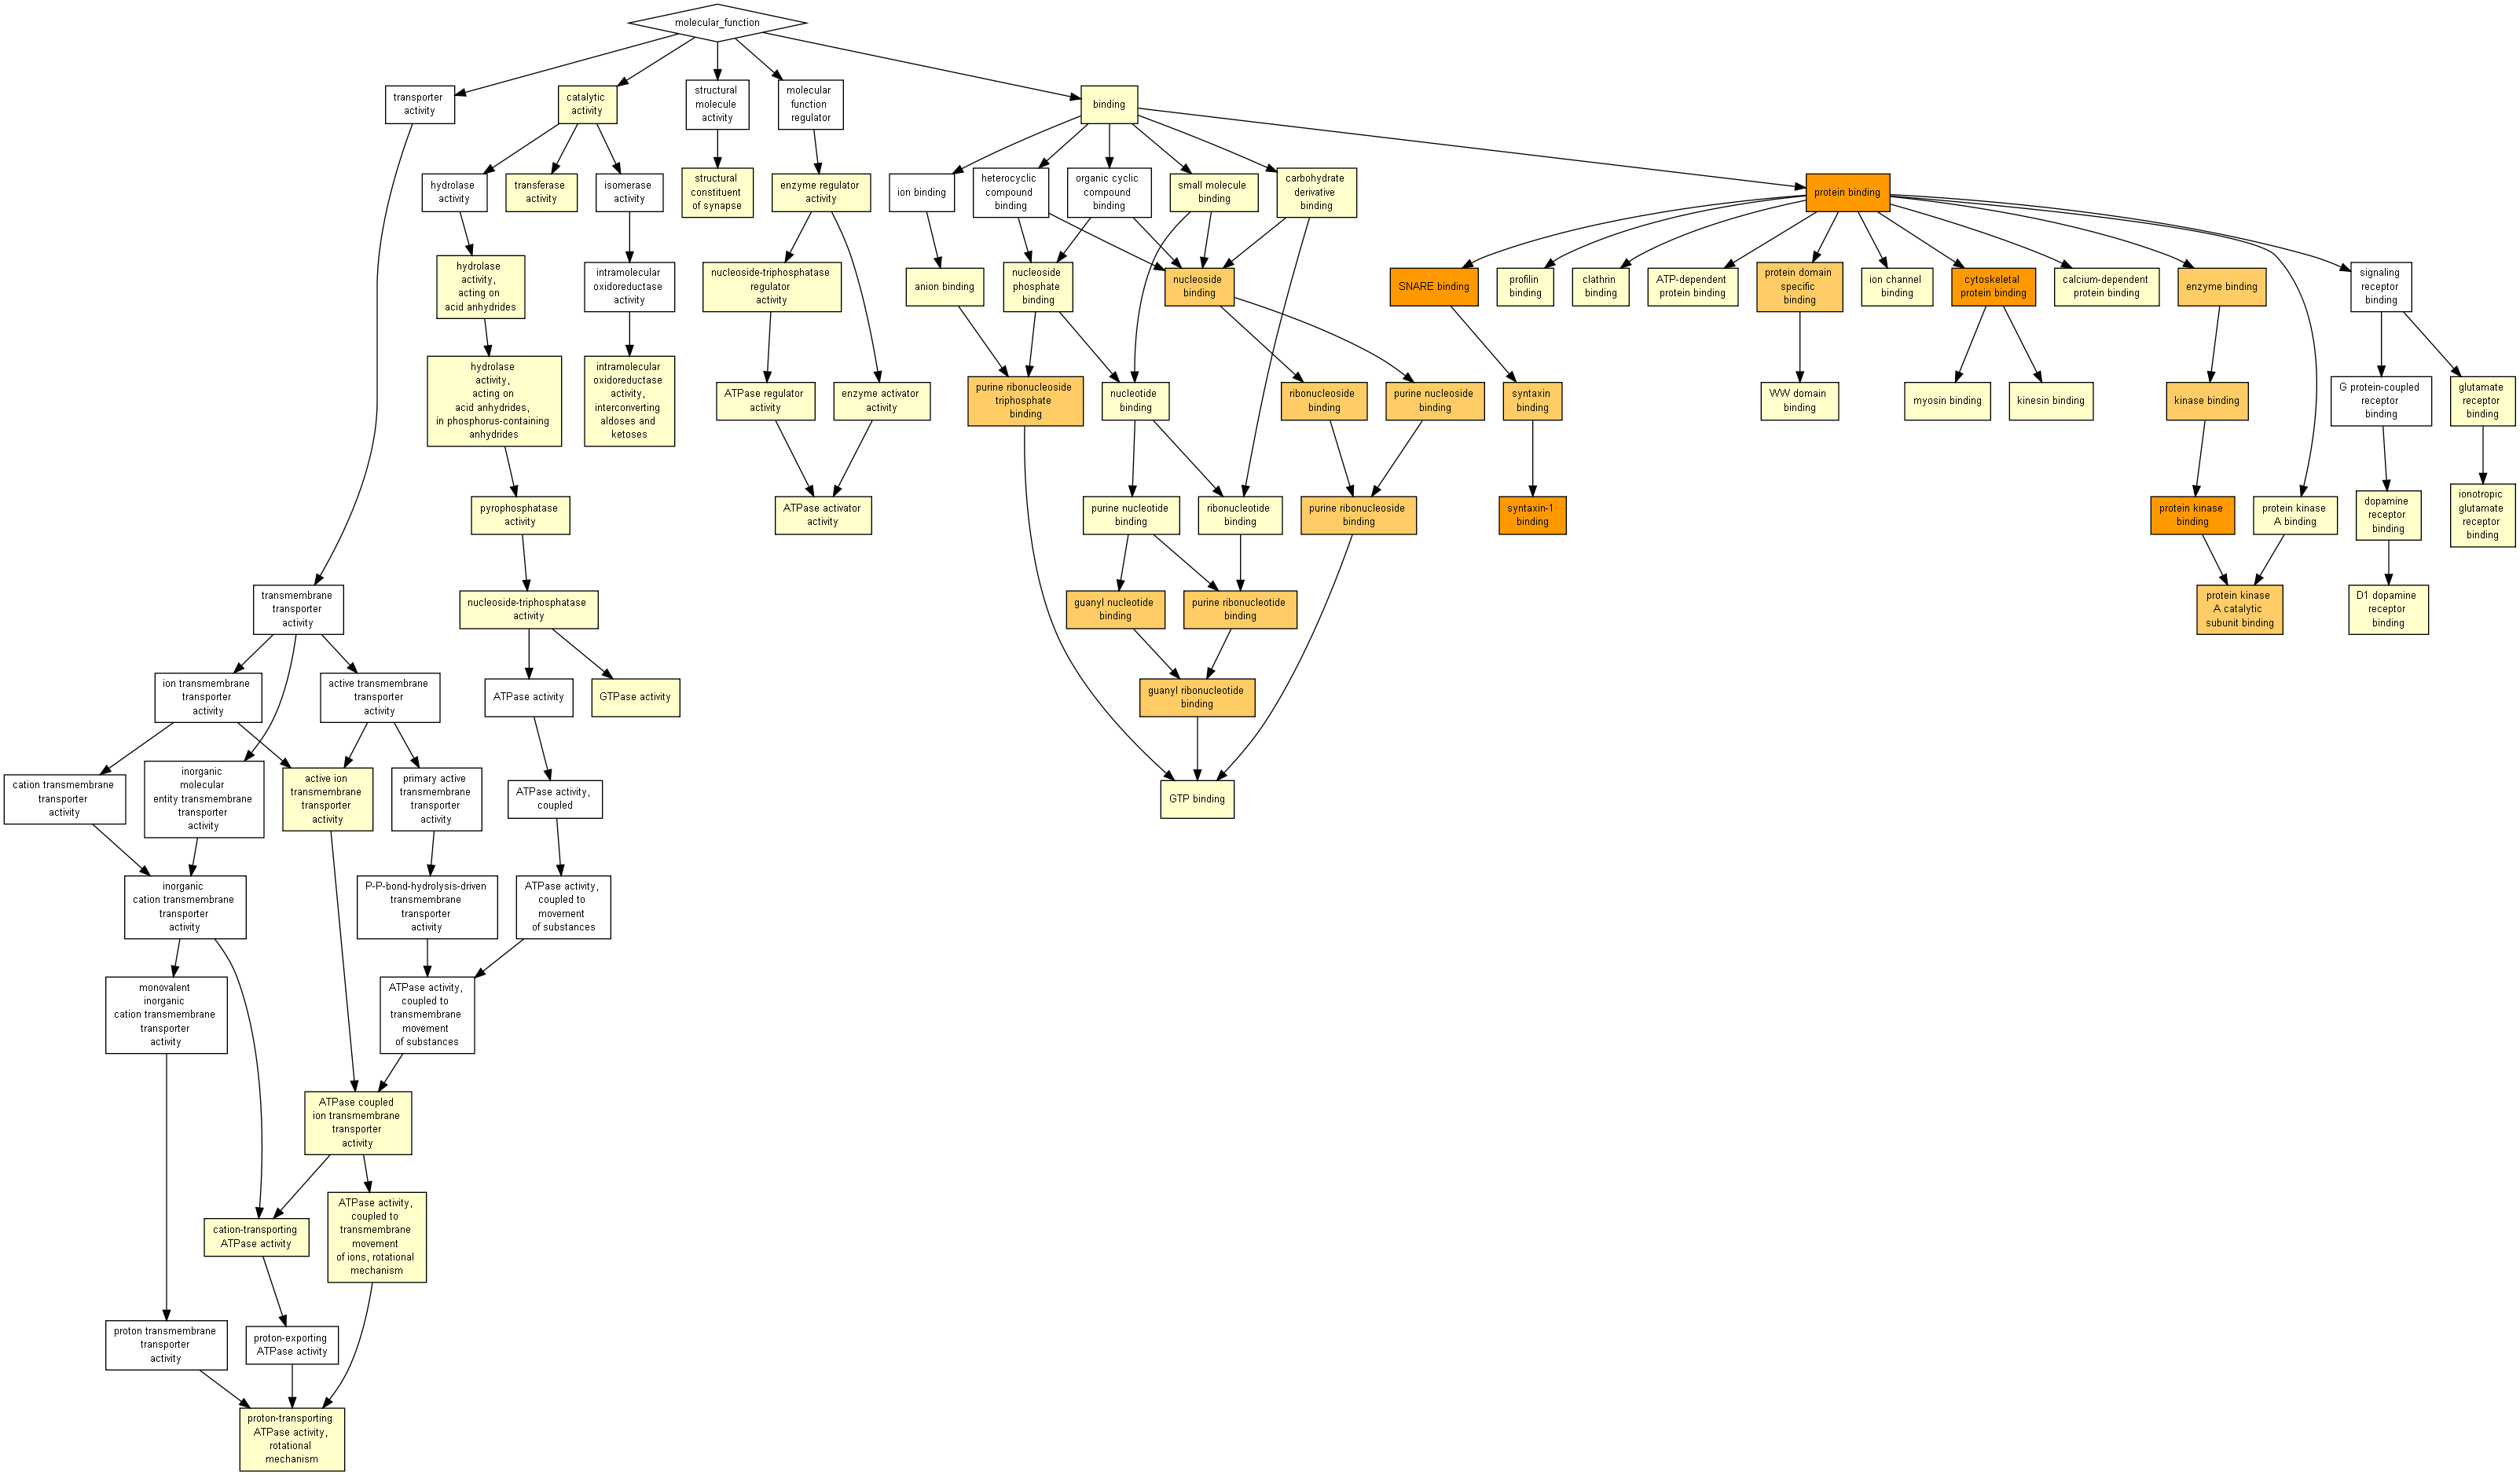 molecular_function
transporter
activity
catalytic
activity
structural
molecule
activity
molecular
function
regulator
binding
hydrolase
activity
transferase
activity
isomerase
activity
structural
constituent
of synapse
enzyme regulator
activity
ion binding
heterocyclic
compound
binding
organic cyclic
compound
binding
small molecule
binding
carbohydrate
derivative
binding
protein binding
hydrolase
activity,
acting on
acid anhydrides
intramolecular
oxidoreductase
activity
nucleoside-triphosphatase
regulator
activity
anion binding
nucleoside
phosphate
binding
nucleoside
binding
SNARE binding
profilin
binding
clathrin
binding
ATP-dependent
protein binding
protein domain
specific
binding
ion channel
binding
cytoskeletal
protein binding
calcium-dependent
protein binding
enzyme binding
signaling
receptor
binding
hydrolase
activity,
acting on
acid anhydrides,
in phosphorus-containing
anhydrides
intramolecular
oxidoreductase
activity,
interconverting
aldoses and
ketoses
ATPase regulator
activity
enzyme activator
activity
purine ribonucleoside
triphosphate
binding
nucleotide
binding
ribonucleoside
binding
purine nucleoside
binding
syntaxin
binding
WW domain
binding
myosin binding
kinesin binding
kinase binding
G protein-coupled
receptor
binding
glutamate
receptor
binding
pyrophosphatase
activity
ATPase activator
activity
purine nucleotide
binding
ribonucleotide
binding
purine ribonucleoside
binding
syntaxin-1
binding
protein kinase
binding
protein kinase
A binding
dopamine
receptor
binding
ionotropic
glutamate
receptor
binding
transmembrane
transporter
activity
nucleoside-triphosphatase
activity
guanyl nucleotide
binding
purine ribonucleotide
binding
protein kinase
A catalytic
subunit binding
D1 dopamine
receptor
binding
ion transmembrane
transporter
activity
active transmembrane
transporter
activity
ATPase activity
GTPase activity
guanyl ribonucleotide
binding
cation transmembrane
transporter
activity
inorganic
molecular
entity transmembrane
transporter
activity
active ion
transmembrane
transporter
activity
primary active
transmembrane
transporter
activity
ATPase activity,
coupled
GTP binding
inorganic
cation transmembrane
transporter
activity
P-P-bond-hydrolysis-driven
transmembrane
transporter
activity
ATPase activity,
coupled to
movement
of substances
monovalent
inorganic
cation transmembrane
transporter
activity
ATPase activity,
coupled to
transmembrane
movement
of substances
ATPase coupled
ion transmembrane
transporter
activity
cation-transporting
ATPase activity
ATPase activity,
coupled to
transmembrane
movement
of ions, rotational
mechanism
proton transmembrane
transporter
activity
proton-exporting
ATPase activity
proton-transporting
ATPase activity,
rotational
mechanism